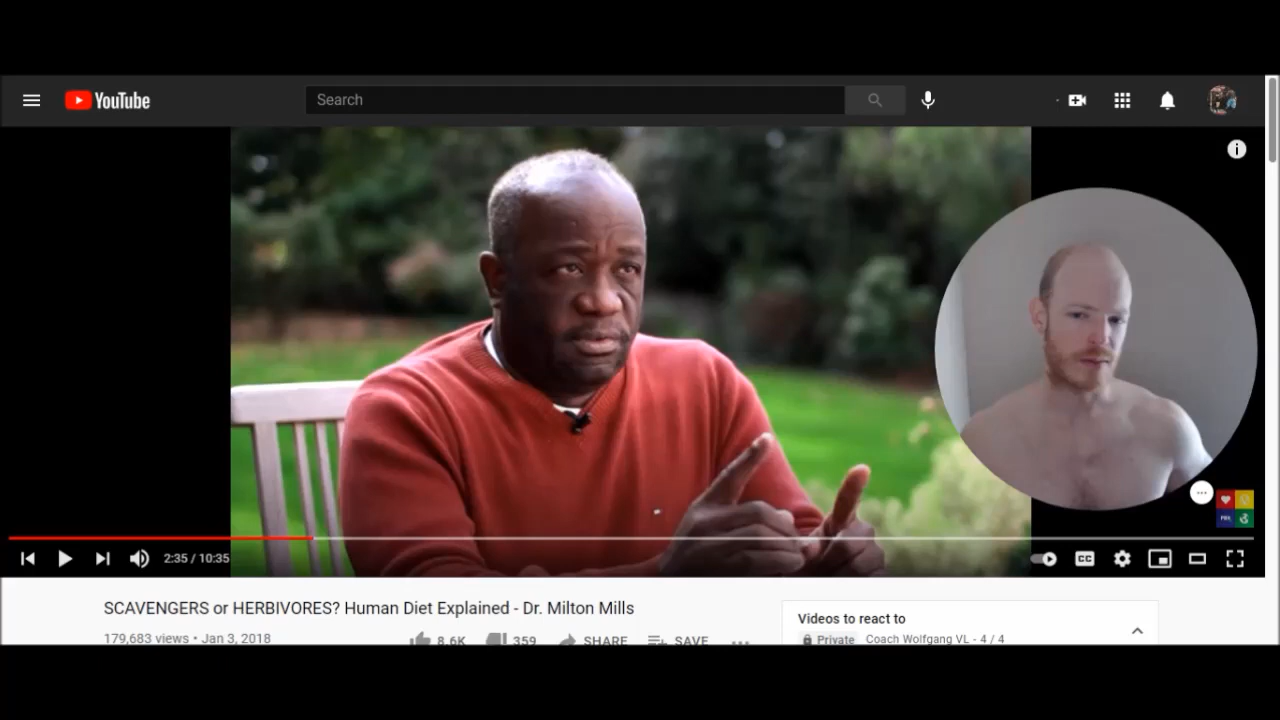 YouTube
Search
2:35 / 10:35
CC
SCAVENGERS or HERBIVORES? Human Diet Explained - Dr. Milton Mills
179,683 views • Jan 3, 2018
8.6K
359
SHARE
SAVE
Videos to react to
Private Coach Wolfgang VL - 4 / 4